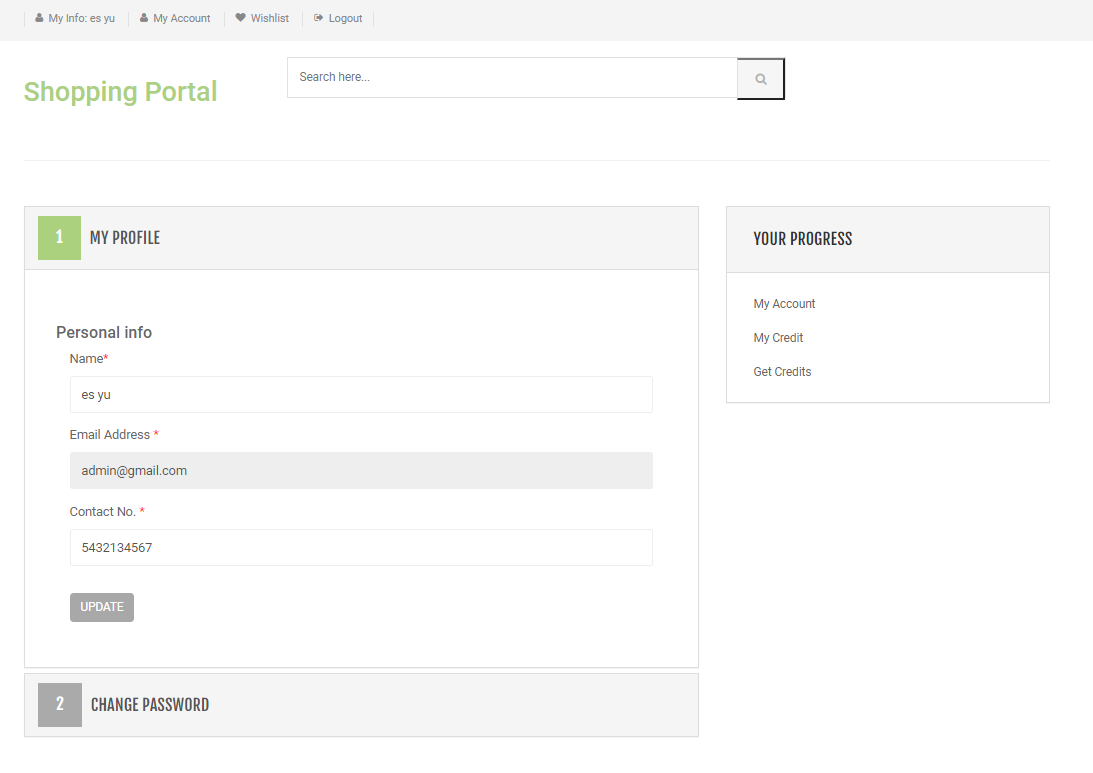 My Info: es yu My Account Wishlist Logout
Shopping Portal
Search here...
1 MY PROFILE
Personal info
Name*
es yu
Email Address *
admin@gmail.com
Contact No. *
5432134567
UPDATE
2 CHANGE PASSWORD
YOUR PROGRESS
My Account
My Credit
Get Credits